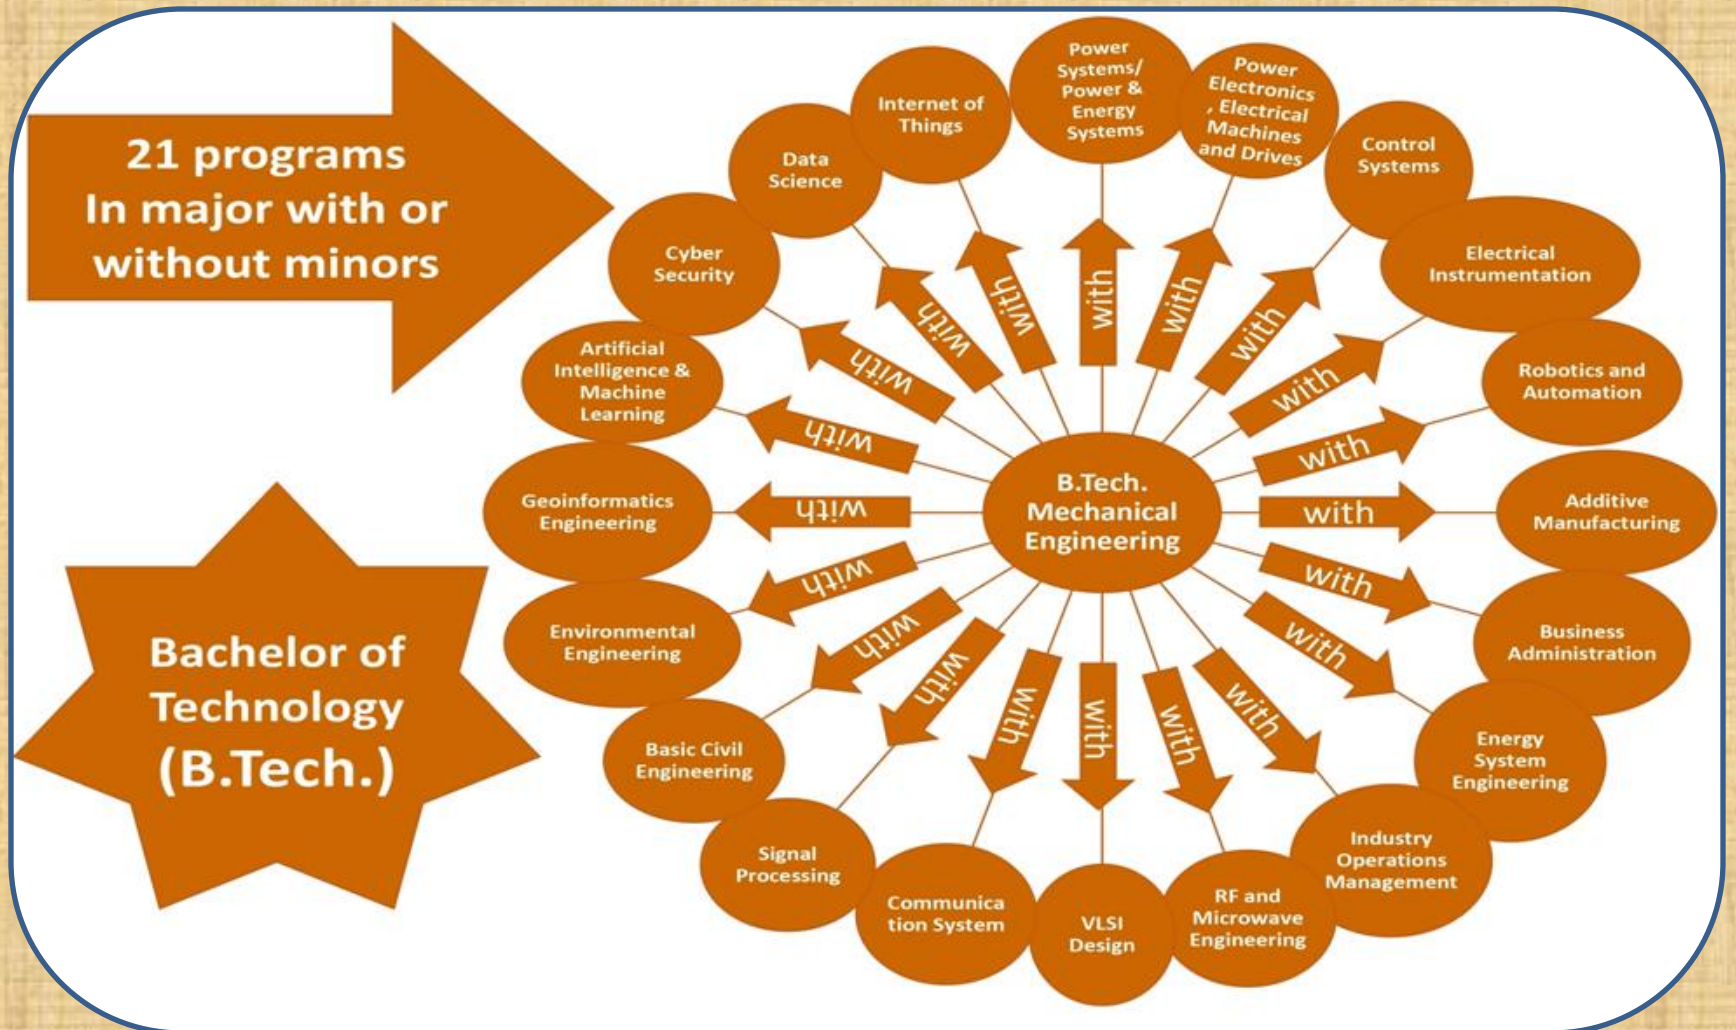 21 programs
In major with or
without minors
Bachelor of
Technology
(B.Tech.)
B.Tech.
Mechanical
Engineering
Power
Systems/
Power &
Energy
Systems
with
Power
Electronics
, Electrical
Machines
and Drives
with
Control
Systems
with
Electrical
Instrumentation
with
Robotics and
Automation
with
Additive
Manufacturing
with
Business
Administration
with
Energy
System
Engineering
with
Industry
Operations
Management
with
RF and
Microwave
Engineering
with
VLSI
Design
with
Communica
tion System
with
Signal
Processing
with
Basic Civil
Engineering
with
Environmental
Engineering
with
Geoinformatics
Engineering
with
Artificial
Intelligence &
Machine
Learning
with
Cyber
Security
with
Data
Science
with
Internet of
Things
with